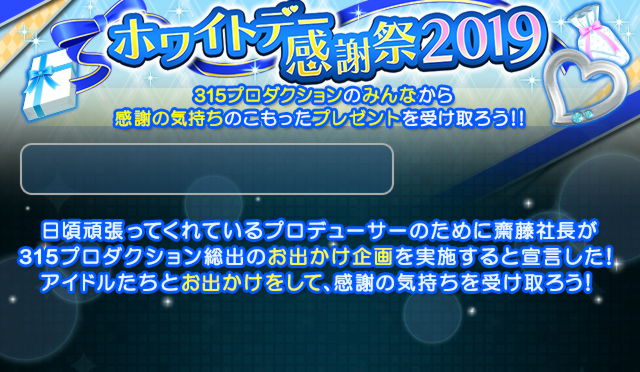 ホワイトデー感謝祭2019
315プロダクションのみんなから
感謝の気持ちのこもったプレゼントを受け取ろう!!
日頃頑張ってくれているプロデューサーのために齋藤社長が
315プロダクション総出のお出かけ企画を実施すると宣言した!
アイドルたちとお出かけをして、感謝の気持ちを受け取ろう!